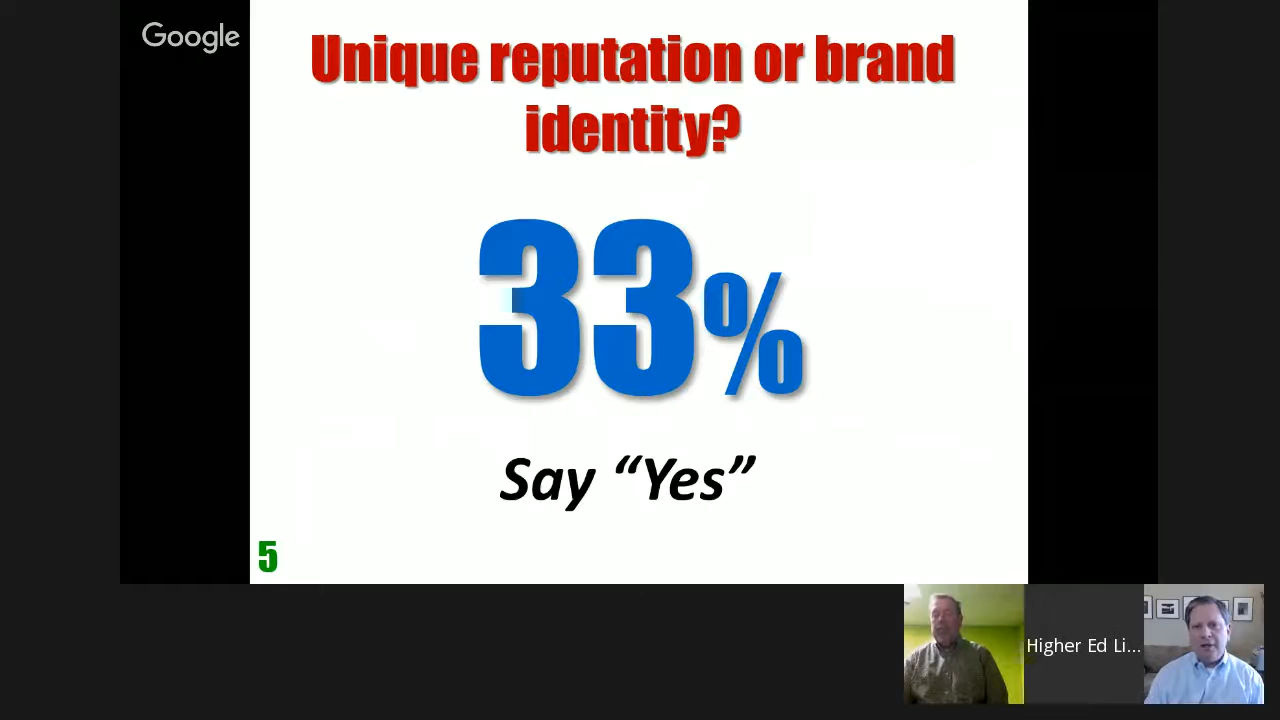 Google
Unique reputation or brand
identity?
33%
Say “Yes”
5
Higher Ed Li...